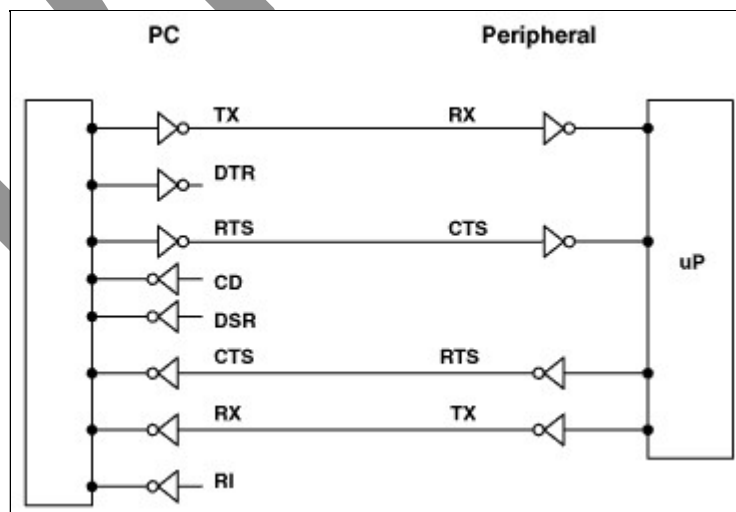 PC Peripheral
TX RX
DTR
RTS CTS
CD
DSR
CTS RTS
RX TX
RI
uP